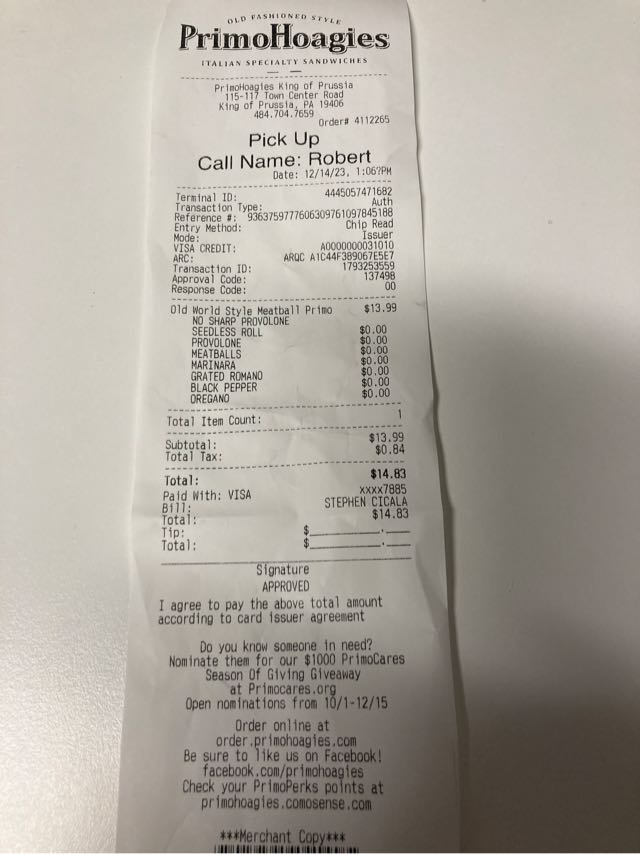 OLD FASHIONED STYLE
PrimoHoagies
ITALIAN SPECIALTY SANDWICHES
PrimoHoagies King of Prussia
115-117 Town Center Road
King of Prussia, PA 19406
484.704.7659
Order# 4112265
Pick Up
Call Name: Robert
Date: 12/14/23, 1:06?PM
Terminal ID: 4445057471682
Transaction Type: Auth
Reference #: 9363759777606309761097845188
Entry Method: Chip Read
Mode: Issuer
VISA CREDIT: A0000000031010
ARC: ARQC A1C44F389067E5E7
Transaction ID: 1793253559
Approval Code: 137498
Response Code: 00
Old World Style Meatball Primo $13.99
NO SHARP PROVOLONE
SEEDLESS ROLL $0.00
PROVOLONE $0.00
MEATBALLS $0.00
MARINARA $0.00
GRATED ROMANO $0.00
BLACK PEPPER $0.00
OREGANO $0.00
Total Item Count: 1
Subtotal: $13.99
Total Tax: $0.84
Total: $14.83
Paid With: VISA xxxx7885
Bill: STEPHEN CICALA
Total: $14.83
Tip: $______.__
Total: $______.__
Signature
APPROVED
I agree to pay the above total amount
according to card issuer agreement
Do you know someone in need?
Nominate them for our $1000 PrimoCares
Season Of Giving Giveaway
at Primocares.org
Open nominations from 10/1-12/15
Order online at
order.primohoagies.com
Be sure to like us on Facebook!
facebook.com/primohoagies
Check your PrimoPerks points at
primohoagies.comosense.com
***Merchant Copy***